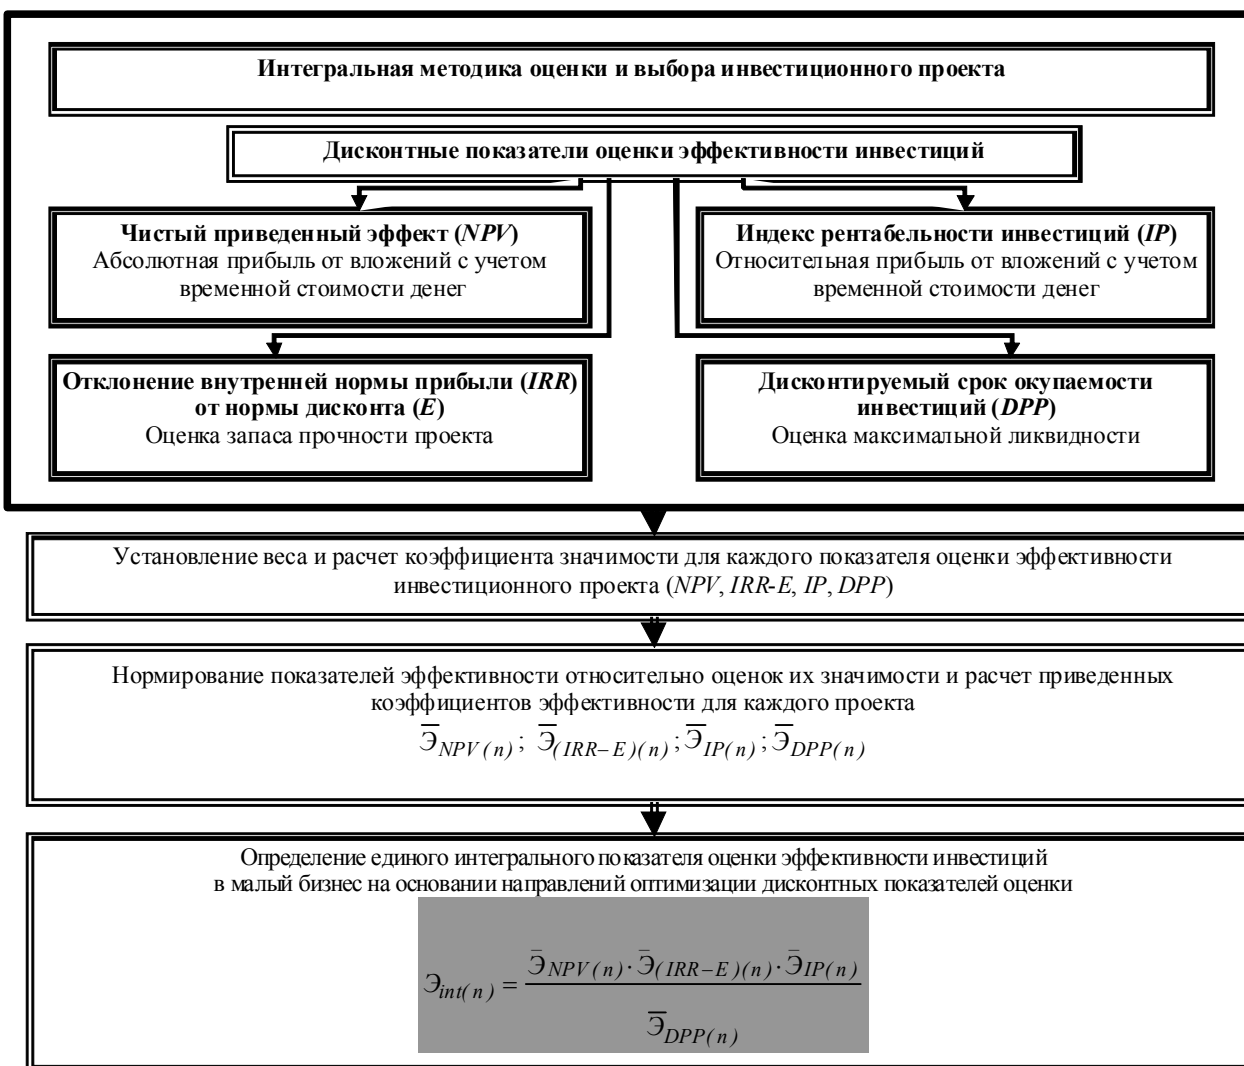 Интегральная методика оценки и выбора инвестиционного проекта
Дисконтные показатели оценки эффективности инвестиций
Чистый приведенный эффект (NPV)
Абсолютная прибыль от вложений с учетом
временной стоимости денег
Индекс рентабельности инвестиций (IP)
Относительная прибыль от вложений с учетом
временной стоимости денег
Отклонение внутренней нормы прибыли (IRR)
от нормы дисконта (E)
Оценка запаса прочности проекта
Дисконтируемый срок окупаемости
инвестиций (DPP)
Оценка максимальной ликвидности
Установление веса и расчет коэффициента значимости для каждого показателя оценки эффективности
инвестиционного проекта (NPV, IRR-E, IP, DPP)
Нормирование показателей эффективности относительно оценок их значимости и расчет приведенных
коэффициентов эффективности для каждого проекта
Э̅NPV(n); Э̅(IRR–E)(n); Э̅IP(n); Э̅DPP(n)
Определение единого интегрального показателя оценки эффективности инвестиций
в малый бизнес на основании направлений оптимизации дисконтных показателей оценки
Э̅NPV(n) · Э̅(IRR–E)(n) · Э̅IP(n)
Эint(n) =
Э̅DPP(n)